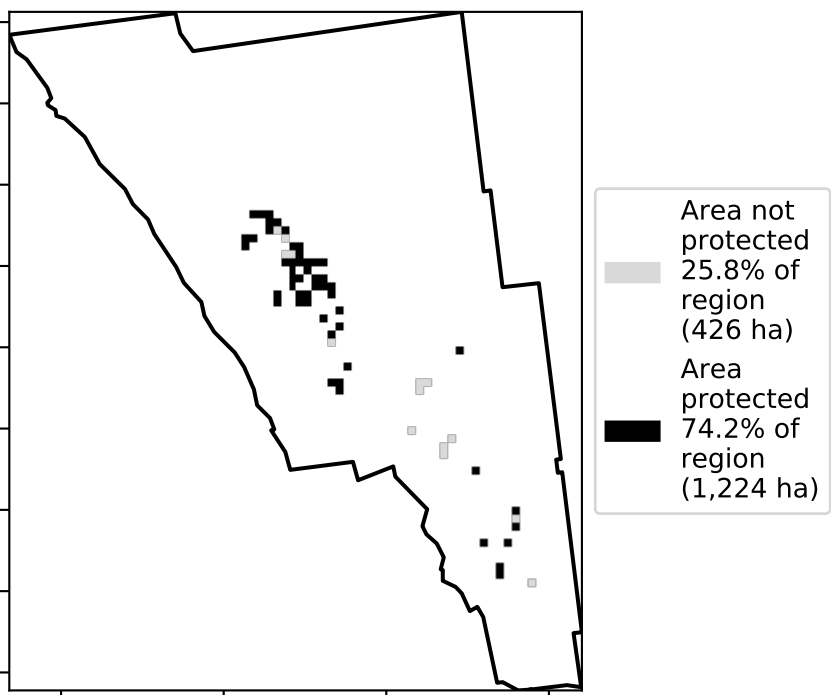 Area not
protected
25.8% of
region
(426 ha)
Area
protected
74.2% of
region
(1,224 ha)